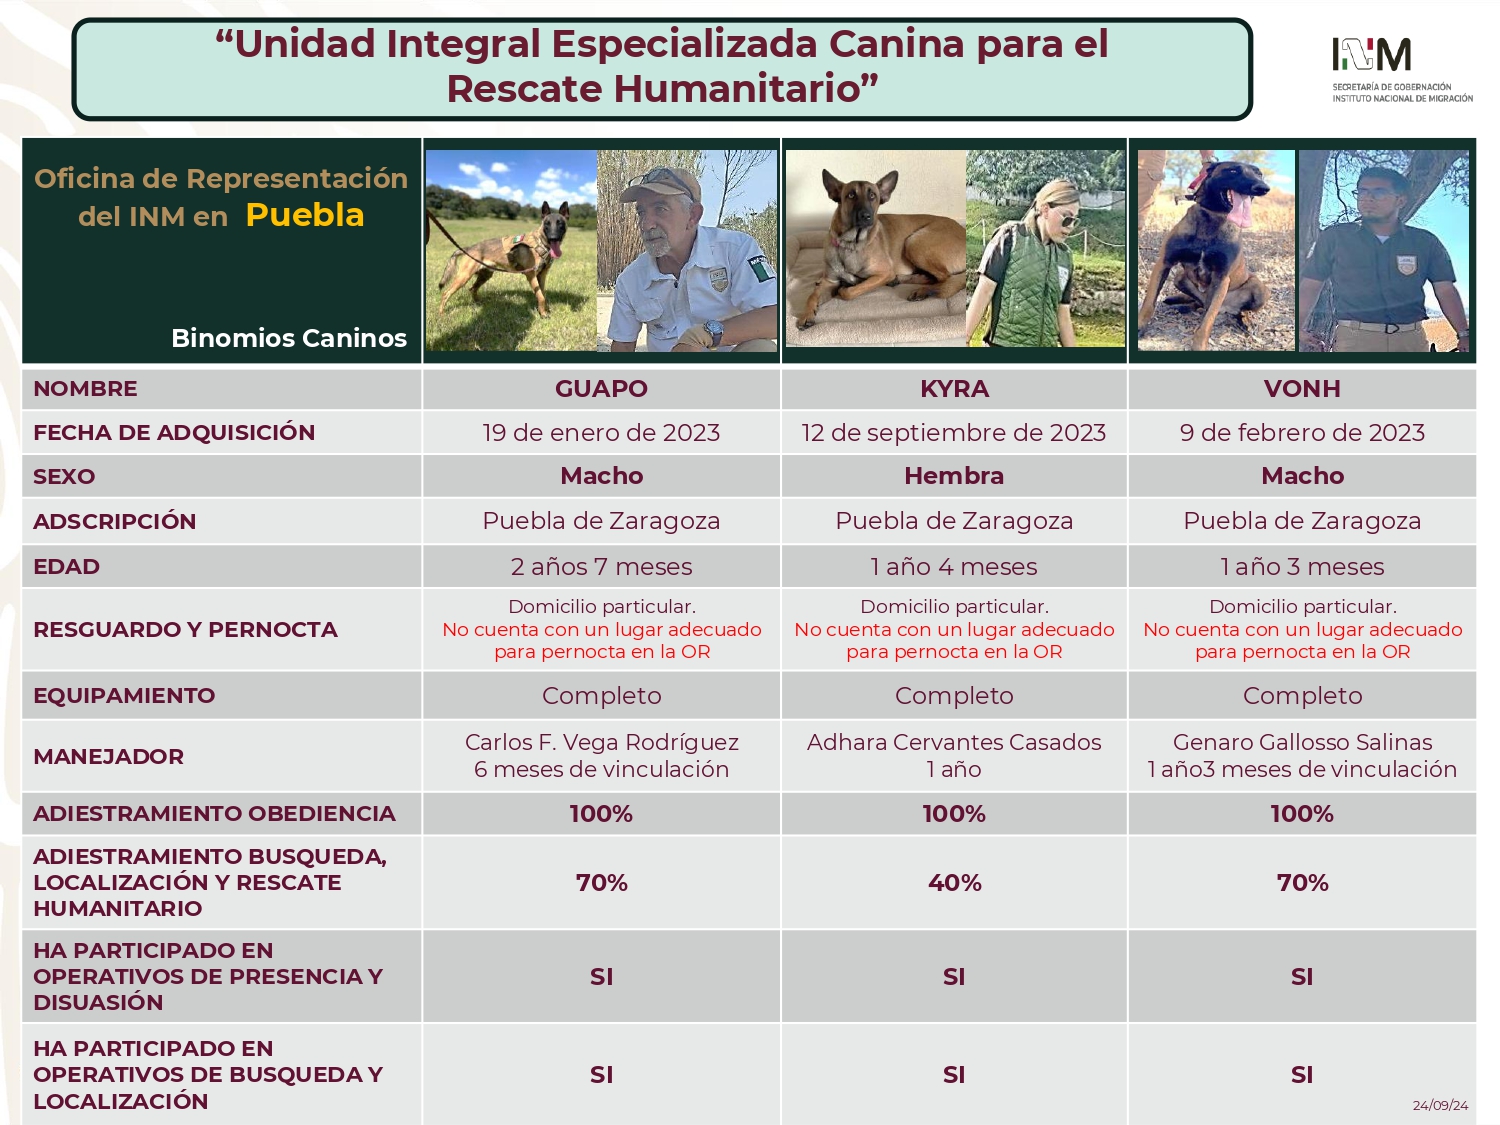 “Unidad Integral Especializada Canina para el
Rescate Humanitario”
INM
SECRETARÍA DE GOBERNACIÓN
INSTITUTO NACIONAL DE MIGRACIÓN
Oficina de Representación
del INM en Puebla
Binomios Caninos
NOMBRE GUAPO KYRA VONH
FECHA DE ADQUISICIÓN 19 de enero de 2023 12 de septiembre de 2023 9 de febrero de 2023
SEXO Macho Hembra Macho
ADSCRIPCIÓN Puebla de Zaragoza Puebla de Zaragoza Puebla de Zaragoza
EDAD 2 años 7 meses 1 año 4 meses 1 año 3 meses
RESGUARDO Y PERNOCTA
Domicilio particular.
No cuenta con un lugar adecuado
para pernocta en la OR
Domicilio particular.
No cuenta con un lugar adecuado
para pernocta en la OR
Domicilio particular.
No cuenta con un lugar adecuado
para pernocta en la OR
EQUIPAMIENTO Completo Completo Completo
MANEJADOR
Carlos F. Vega Rodríguez
6 meses de vinculación
Adhara Cervantes Casados
1 año
Genaro Gallosso Salinas
1 año3 meses de vinculación
ADIESTRAMIENTO OBEDIENCIA 100% 100% 100%
ADIESTRAMIENTO BUSQUEDA,
LOCALIZACIÓN Y RESCATE
HUMANITARIO
70% 40% 70%
HA PARTICIPADO EN
OPERATIVOS DE PRESENCIA Y
DISUASIÓN
SI SI SI
HA PARTICIPADO EN
OPERATIVOS DE BUSQUEDA Y
LOCALIZACIÓN
SI SI SI
24/09/24